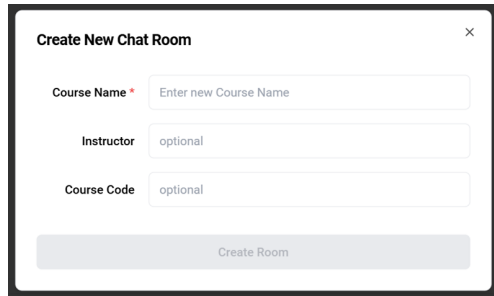 Create New Chat Room
Course Name *
Enter new Course Name
Instructor
optional
Course Code
optional
Create Room